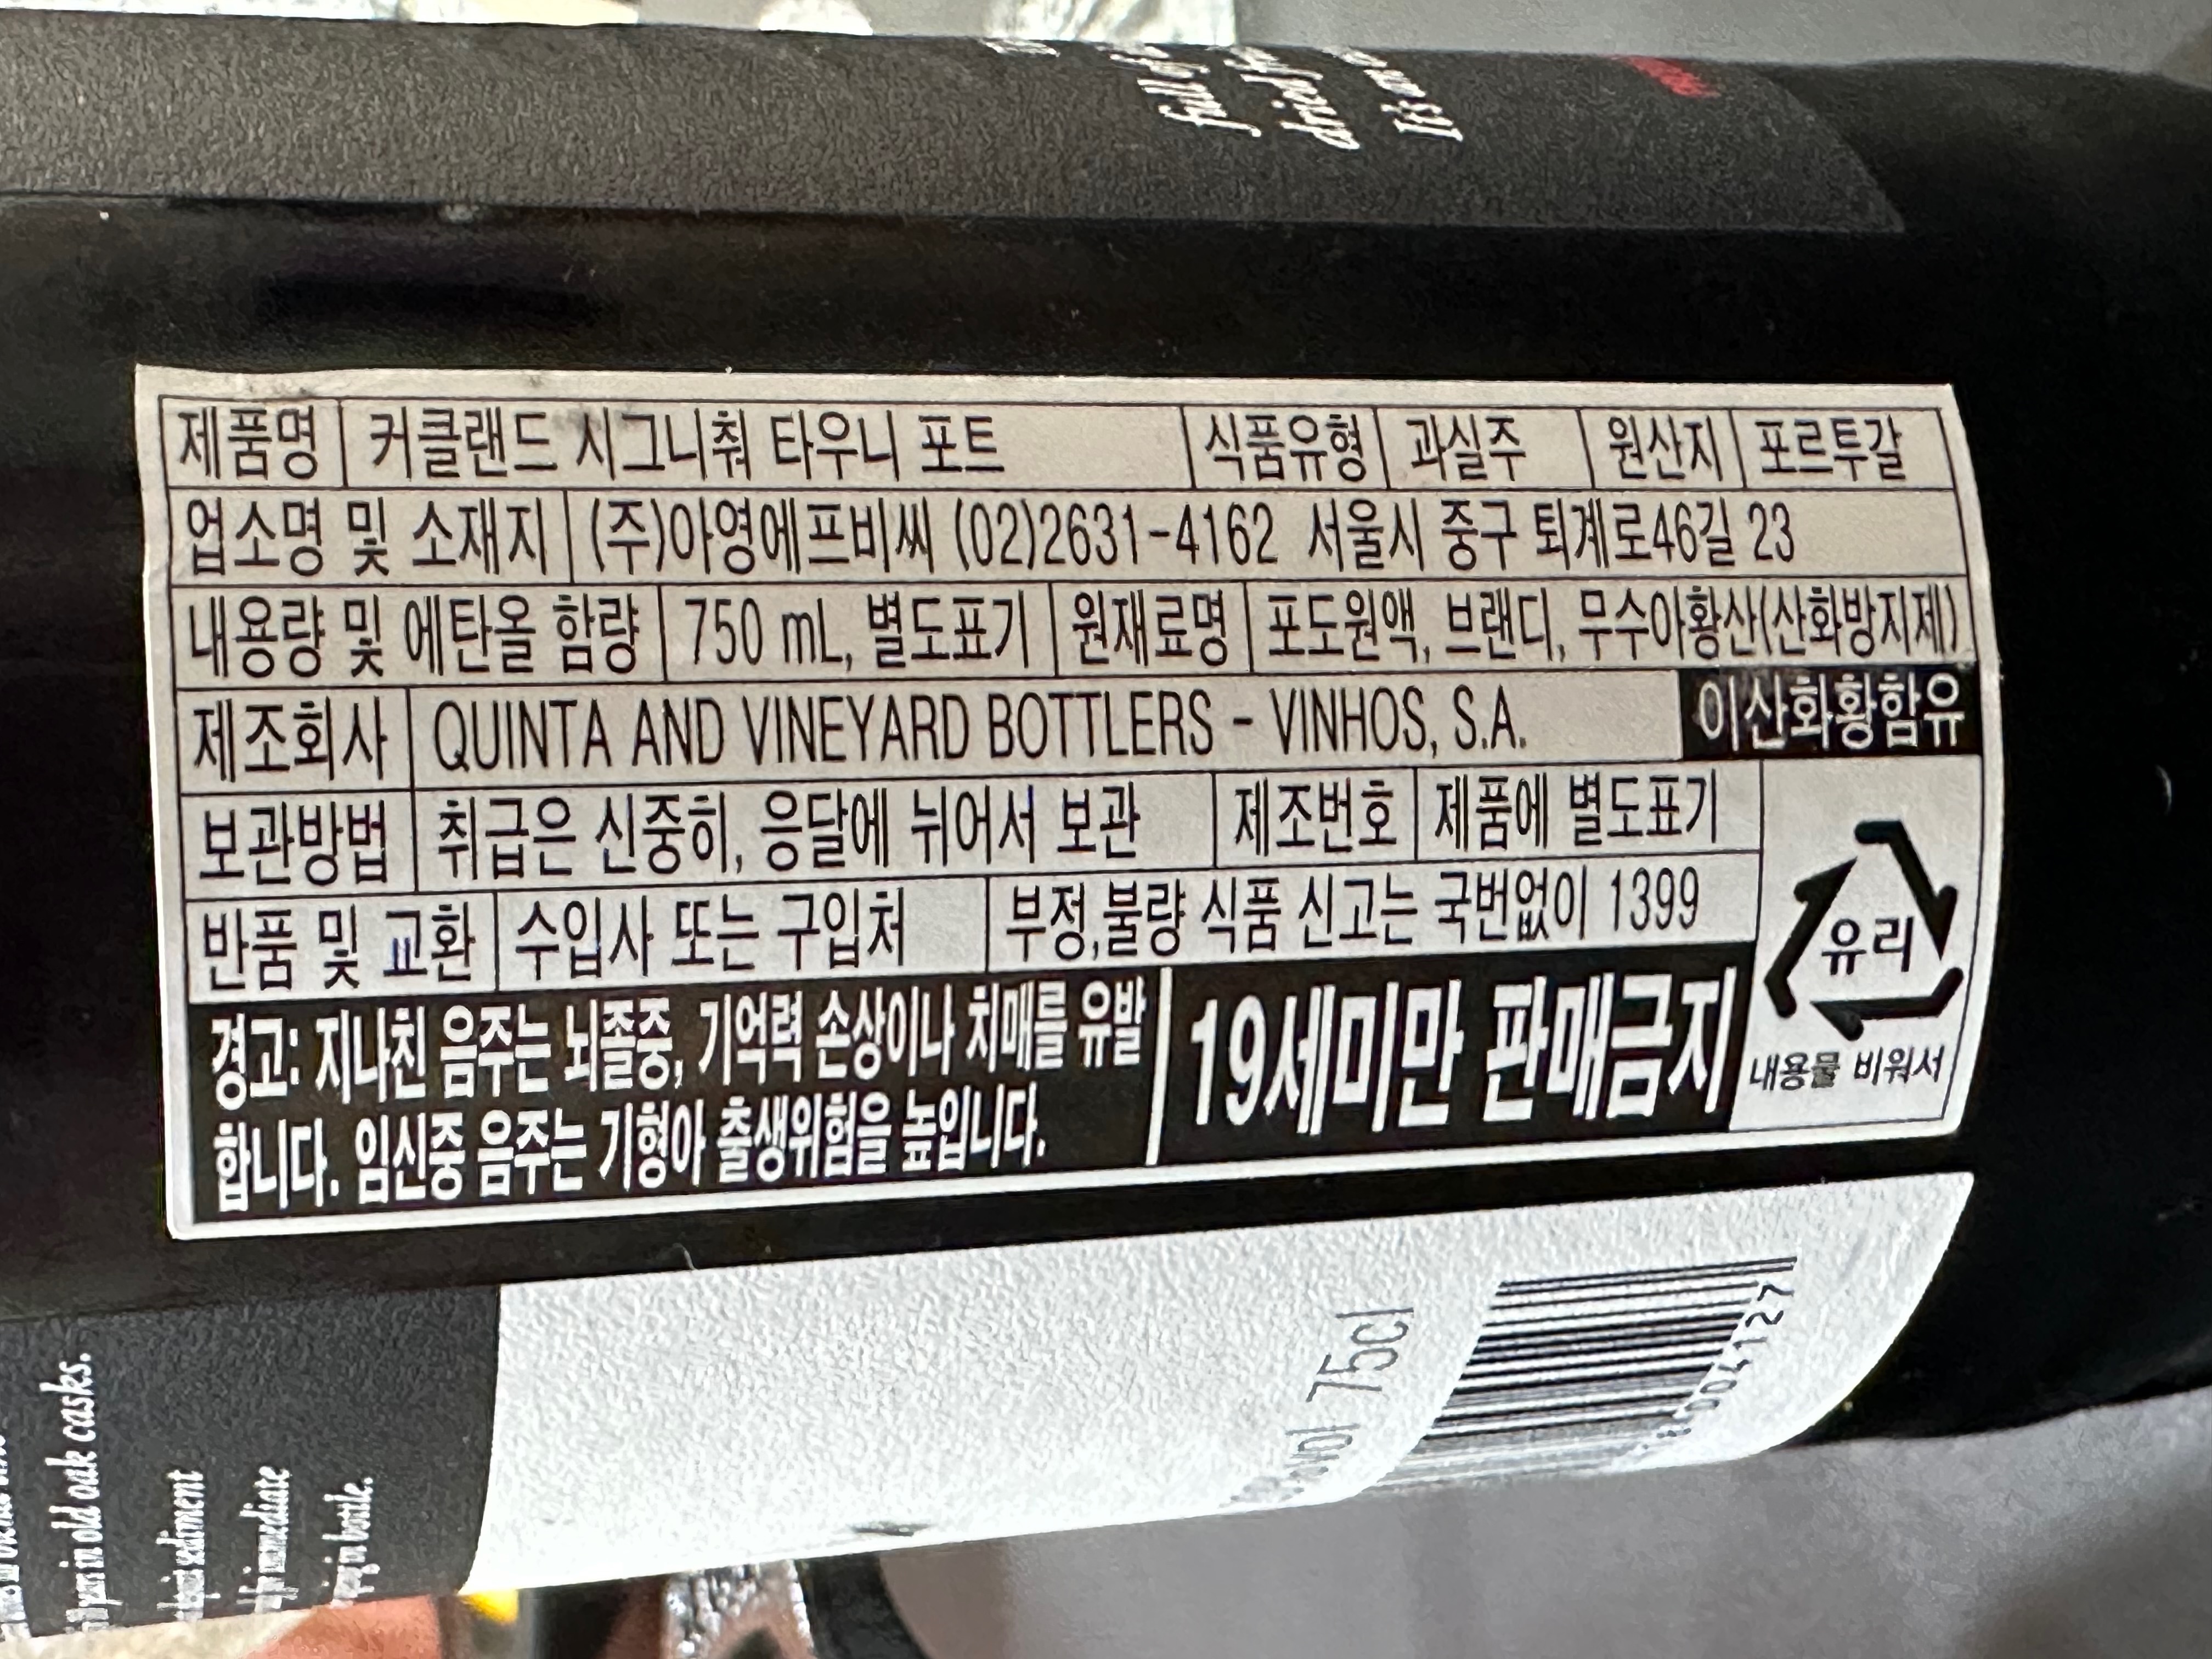 제품명 커클랜드 시그니춰 타우니 포트 식품유형 과실주 원산지 포르투갈
업소명 및 소재지 (주)아영에프비씨 (02)2631-4162 서울시 중구 퇴계로46길 23
내용량 및 에탄올 함량 750 mL, 별도표기 원재료명 포도원액, 브랜디, 무수아황산(산화방지제)
제조회사 QUINTA AND VINEYARD BOTTLERS - VINHOS, S.A. 이산화황함유
보관방법 취급은 신중히, 응달에 뉘어서 보관 제조번호 제품에 별도표기
반품 및 교환 수입사 또는 구입처 부정,불량 식품 신고는 국번없이 1399
유리
내용물 비워서
경고: 지나친 음주는 뇌졸중, 기억력 손상이나 치매를 유발
합니다. 임신중 음주는 기형아 출생위험을 높입니다.
19세미만 판매금지
vol 75cl
in old oak casks.
sediment
immediate
in bottle.